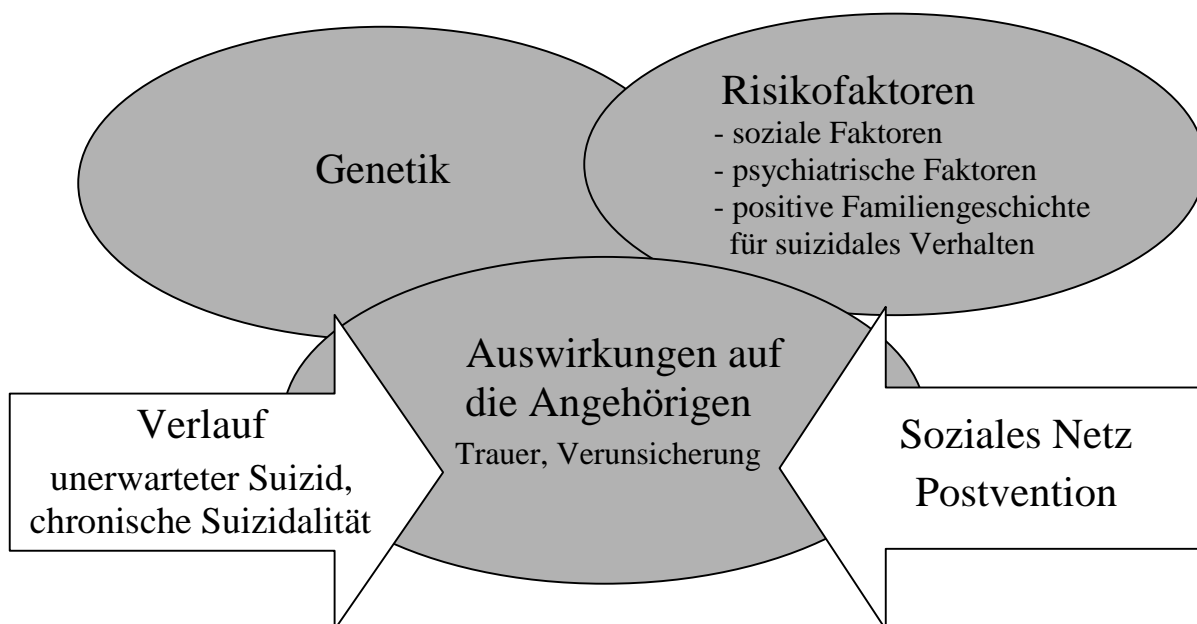 Genetik
Risikofaktoren
- soziale Faktoren
- psychiatrische Faktoren
- positive Familiengeschichte
für suizidales Verhalten
Auswirkungen auf
die Angehörigen
Trauer, Verunsicherung
Verlauf
unerwarteter Suizid,
chronische Suizidalität
Soziales Netz
Postvention